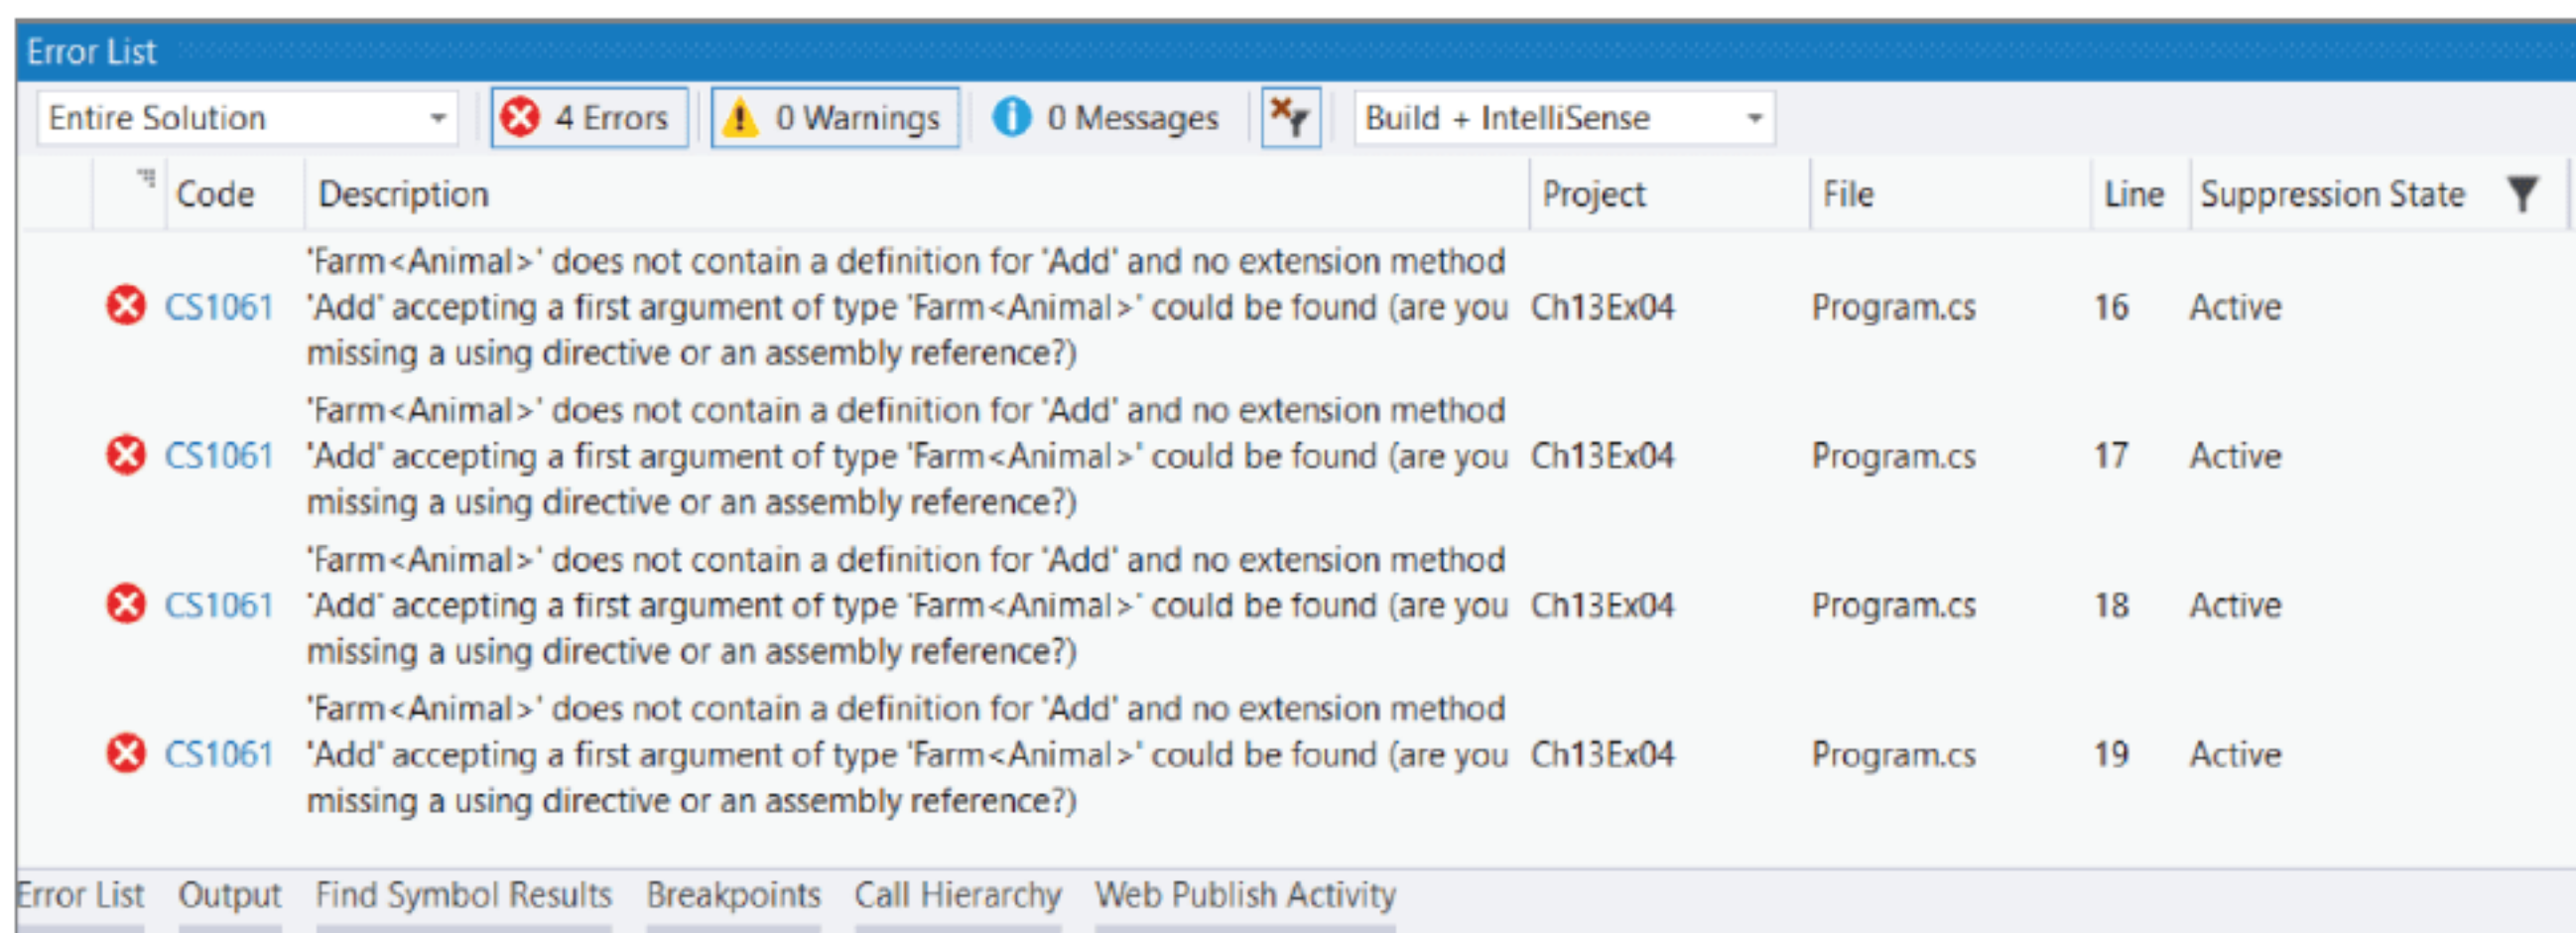 Error List
Entire Solution 4 Errors 0 Warnings 0 Messages Build + IntelliSense
Code Description Project File Line Suppression State
'Farm<Animal>' does not contain a definition for 'Add' and no extension method
CS1061 'Add' accepting a first argument of type 'Farm<Animal>' could be found (are you Ch13Ex04 Program.cs 16 Active
missing a using directive or an assembly reference?)
'Farm<Animal>' does not contain a definition for 'Add' and no extension method
CS1061 'Add' accepting a first argument of type 'Farm<Animal>' could be found (are you Ch13Ex04 Program.cs 17 Active
missing a using directive or an assembly reference?)
'Farm<Animal>' does not contain a definition for 'Add' and no extension method
CS1061 'Add' accepting a first argument of type 'Farm<Animal>' could be found (are you Ch13Ex04 Program.cs 18 Active
missing a using directive or an assembly reference?)
'Farm<Animal>' does not contain a definition for 'Add' and no extension method
CS1061 'Add' accepting a first argument of type 'Farm<Animal>' could be found (are you Ch13Ex04 Program.cs 19 Active
missing a using directive or an assembly reference?)
Error List Output Find Symbol Results Breakpoints Call Hierarchy Web Publish Activity